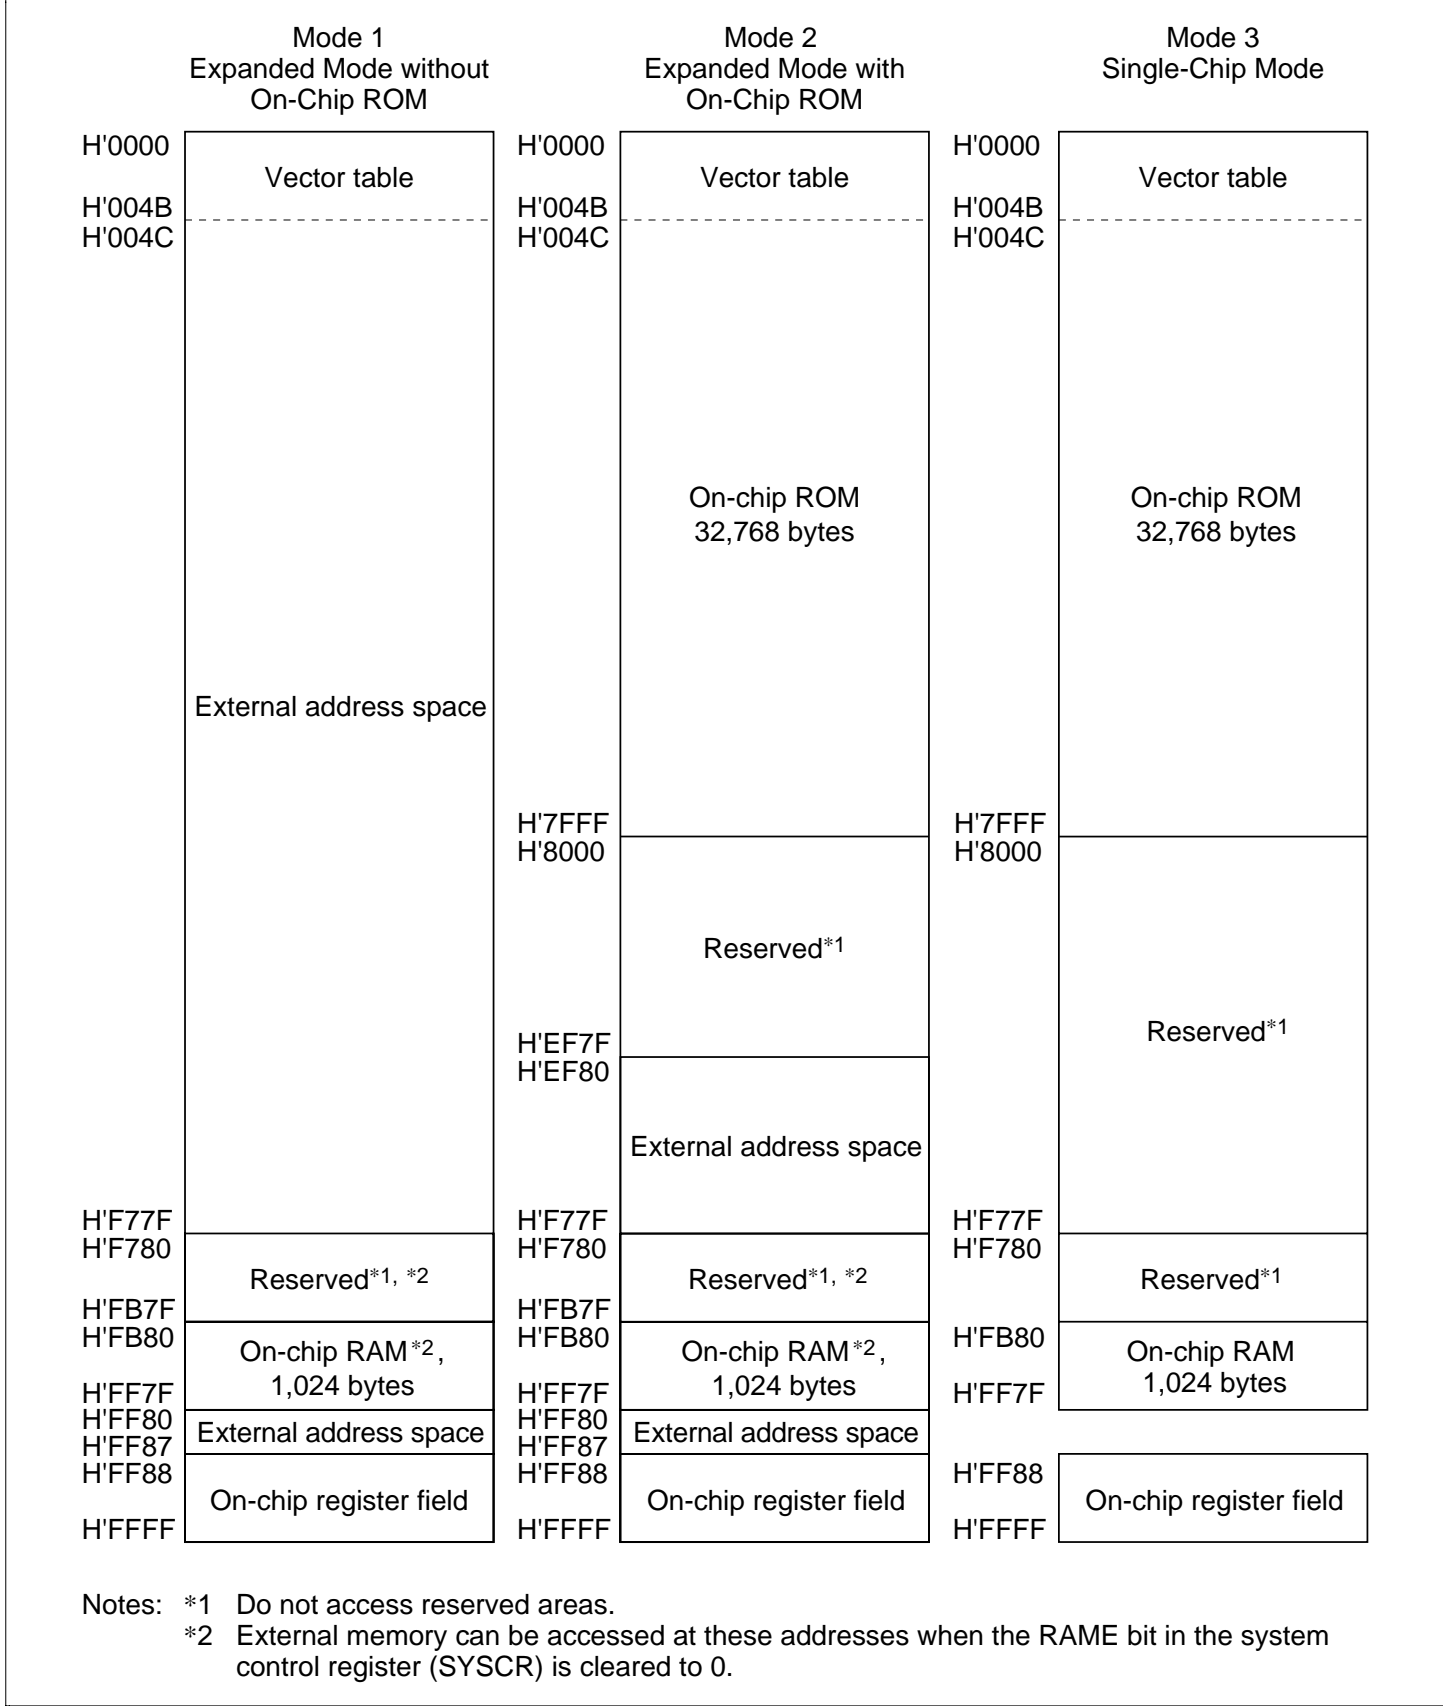 Mode 1
Expanded Mode without
On-Chip ROM
H'0000
Vector table
H'004B
H'004C
External address space
H'F77F
H'F780
Reserved*1, *2
H'FB7F
H'FB80
On-chip RAM*2,
1,024 bytes
H'FF7F
H'FF80
External address space
H'FF87
H'FF88
On-chip register field
H'FFFF
Mode 2
Expanded Mode with
On-Chip ROM
H'0000
Vector table
H'004B
H'004C
On-chip ROM
32,768 bytes
H'7FFF
H'8000
Reserved*1
H'EF7F
H'EF80
External address space
H'F77F
H'F780
Reserved*1, *2
H'FB7F
H'FB80
On-chip RAM*2,
1,024 bytes
H'FF7F
H'FF80
External address space
H'FF87
H'FF88
On-chip register field
H'FFFF
Mode 3
Single-Chip Mode
H'0000
Vector table
H'004B
H'004C
On-chip ROM
32,768 bytes
H'7FFF
H'8000
Reserved*1
H'F77F
H'F780
Reserved*1
H'FB80
On-chip RAM
1,024 bytes
H'FF7F
H'FF88
On-chip register field
H'FFFF
Notes: *1 Do not access reserved areas.
*2 External memory can be accessed at these addresses when the RAME bit in the system
control register (SYSCR) is cleared to 0.